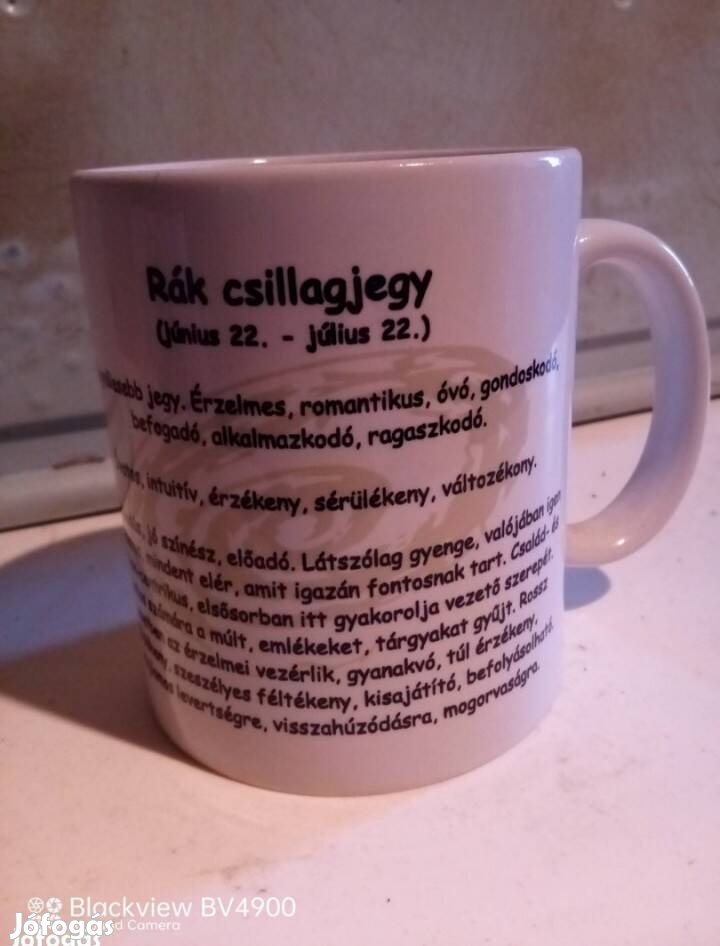 Rák csillagjegy
(június 22. - július 22.)
jegy. Érzelmes, romantikus, óvó, gondoskodó,
befogadó, alkalmazkodó, ragaszkodó.
intuitív, érzékeny, sérülékeny, változékony.
jó színész, előadó. Látszólag gyenge, valójában igen
mindent elér, amit igazán fontosnak tart. Család- és
elsősorban itt gyakorolja vezető szerepét.
számára a múlt, emlékeket, tárgyakat gyűjt. Rossz
az érzelmei vezérlik, gyanakvó, túl érzékeny,
szeszélyes féltékeny, kisajátító, befolyásolható.
levertségre, visszahúzódásra, mogorvaságra.
Blackview BV4900
Camera
Jófogás
Jófogás